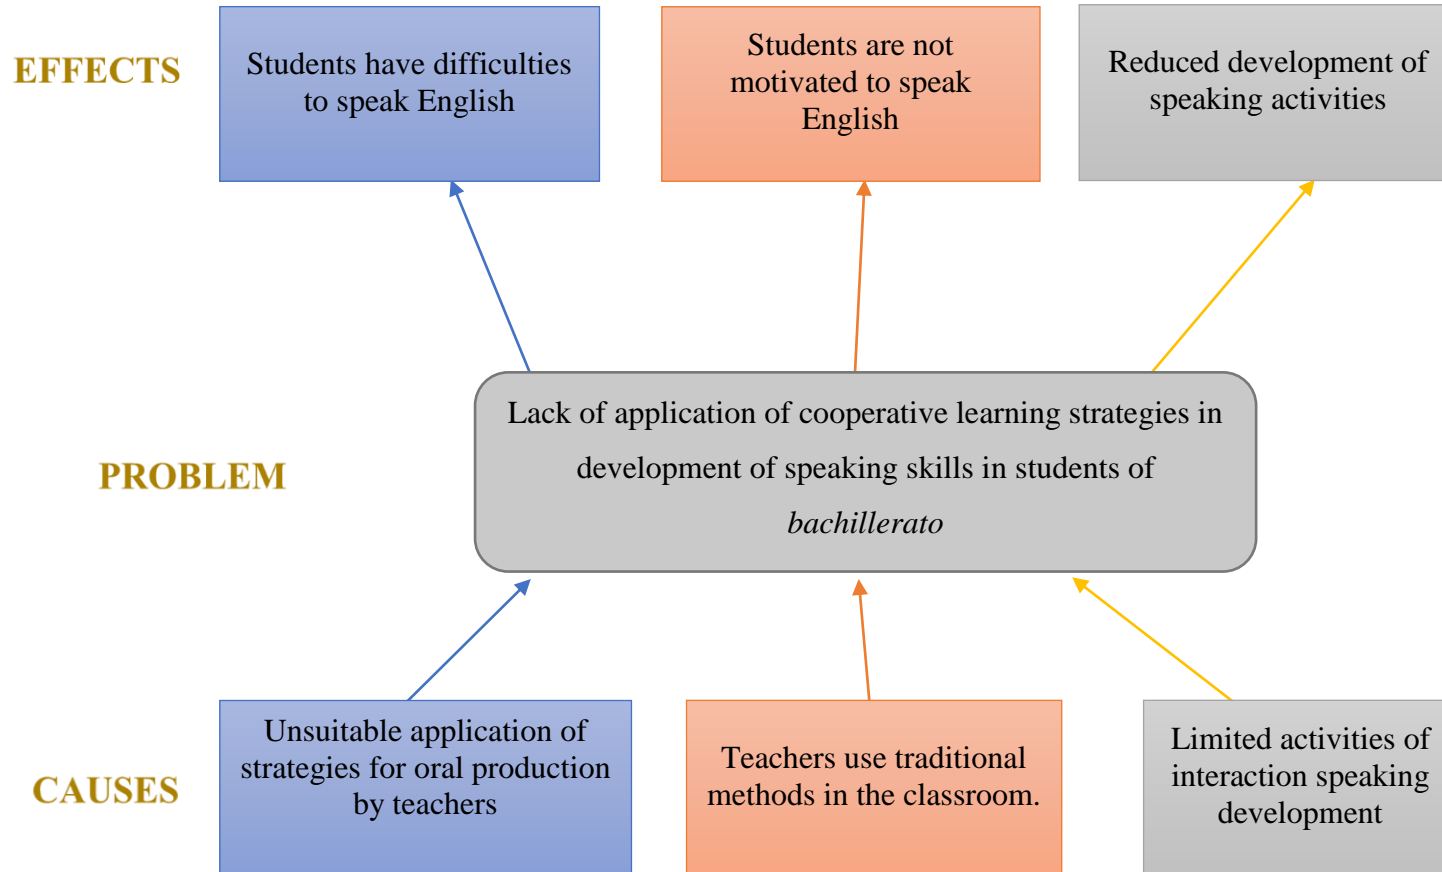 EFFECTS
Students have difficulties
to speak English
Students are not
motivated to speak
English
Reduced development of
speaking activities
PROBLEM
Lack of application of cooperative learning strategies in
development of speaking skills in students of
bachillerato
CAUSES
Unsuitable application of
strategies for oral production
by teachers
Teachers use traditional
methods in the classroom.
Limited activities of
interaction speaking
development